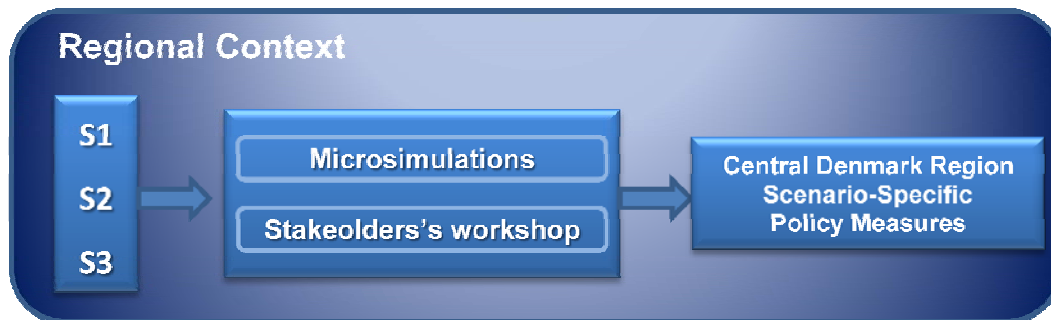 Regional Context
S1
S2
S3
Microsimulations
Stakeolders's workshop
Central Denmark Region
Scenario-Specific
Policy Measures